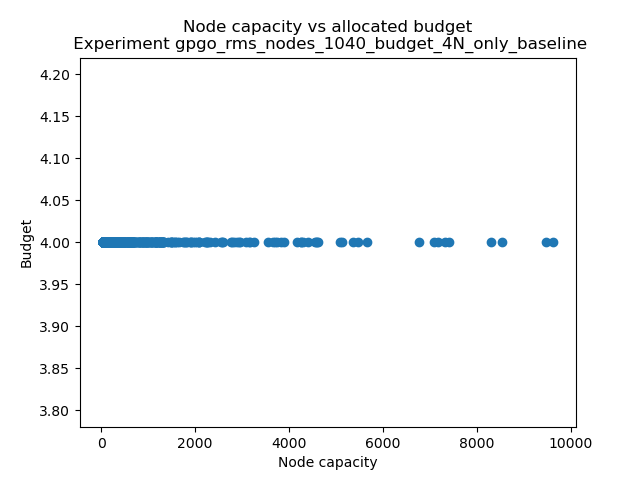 Node capacity vs allocated budget
Experiment gpgo_rms_nodes_1040_budget_4N_only_baseline
4.20
4.15
4.10
4.05
4.00
3.95
3.90
3.85
3.80
Budget
0 2000 4000 6000 8000 10000
Node capacity